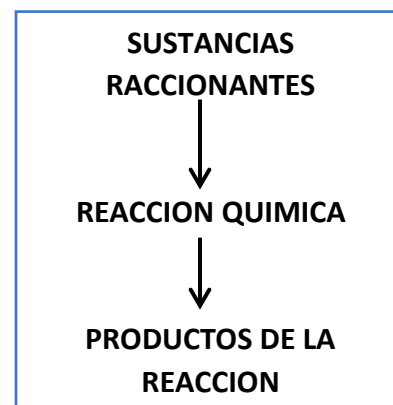 SUSTANCIAS
RACCIONANTES
REACCION QUIMICA
PRODUCTOS DE LA
REACCION